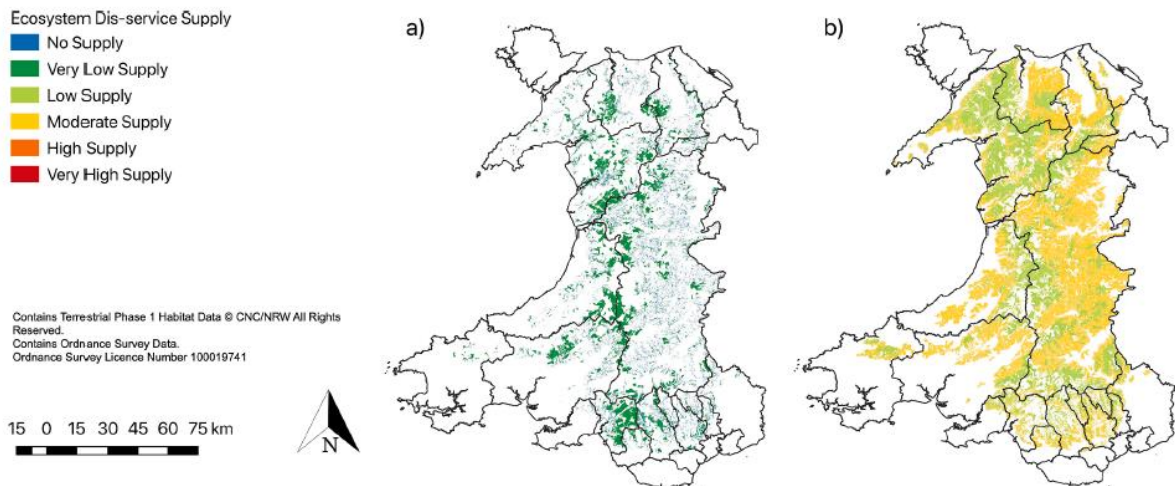 Ecosystem Dis-service Supply
No Supply
Very Low Supply
Low Supply
Moderate Supply
High Supply
Very High Supply
Contains Terrestrial Phase 1 Habitat Data © CNC/NRW All Rights
Reserved.
Contains Ordnance Survey Data.
Ordnance Survey Licence Number 100019741
15 0 15 30 45 60 75 km
N
a)
b)